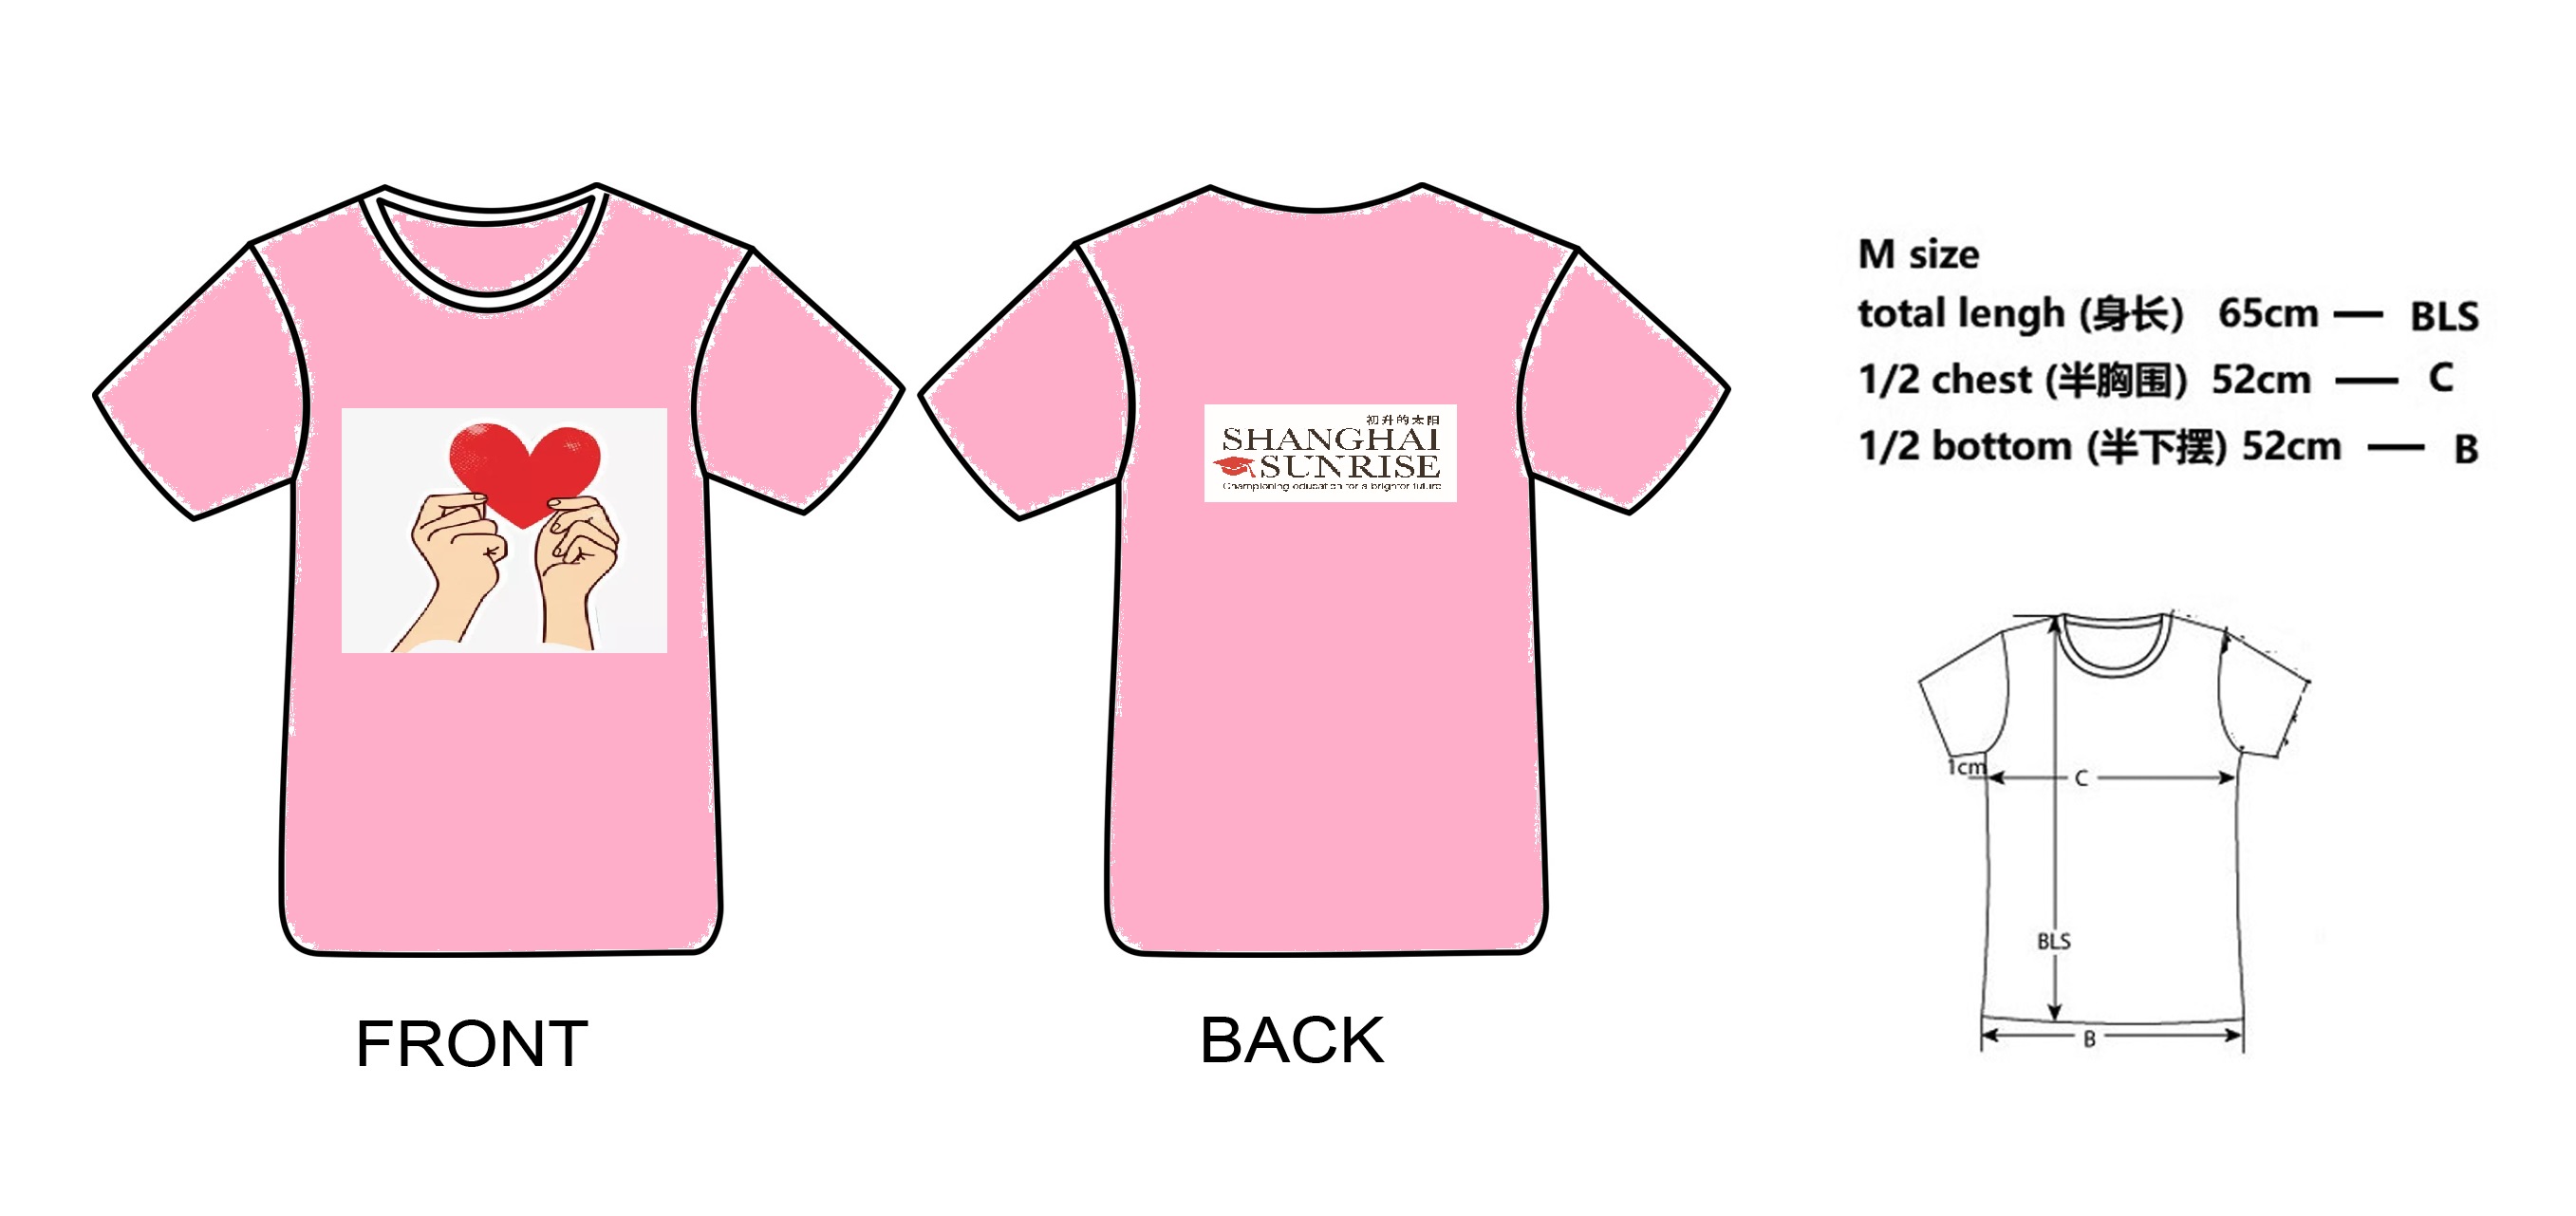 初升的太阳
SHANGHAI
SUNRISE
Championing education for a brighter future
FRONT
BACK
M size
total lengh (身长) 65cm — BLS
1/2 chest (半胸围) 52cm — C
1/2 bottom (半下摆) 52cm — B
1cm
C
BLS
B